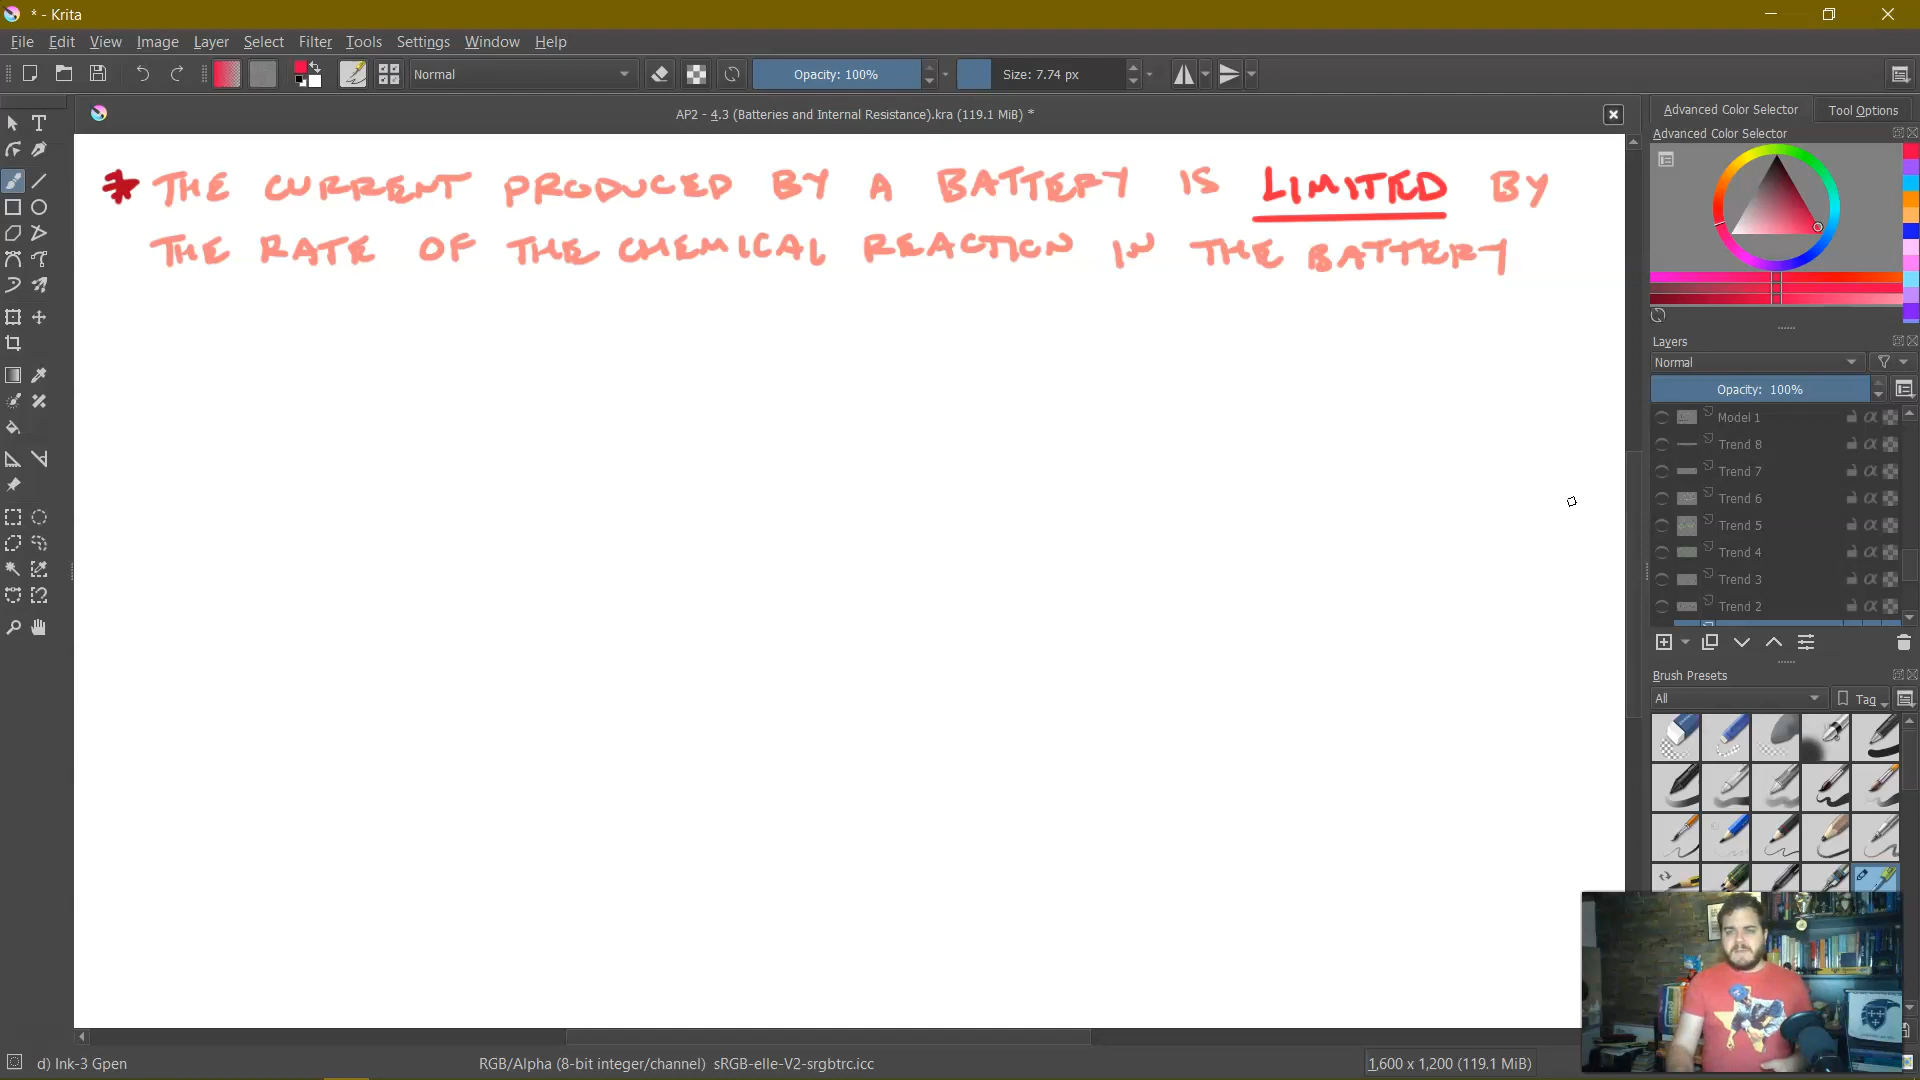 * - Krita
File Edit View Image Layer Select Filter Tools Settings Window Help
Normal
Opacity: 100%
Size: 7.74 px
AP2 - 4.3 (Batteries and Internal Resistance).kra (119.1 MiB) *
* THE CURRENT PRODUCED BY A BATTERY IS LIMITED BY
THE RATE OF THE CHEMICAL REACTION IN THE BATTERY
Advanced Color Selector Tool Options
Advanced Color Selector
Layers
Normal
Opacity: 100%
Model 1
Trend 8
Trend 7
Trend 6
Trend 5
Trend 4
Trend 3
Trend 2
Brush Presets
All
Tag
d) Ink-3 Gpen
RGB/Alpha (8-bit integer/channel) sRGB-elle-V2-srgbtrc.icc
1,600 x 1,200 (119.1 MiB)